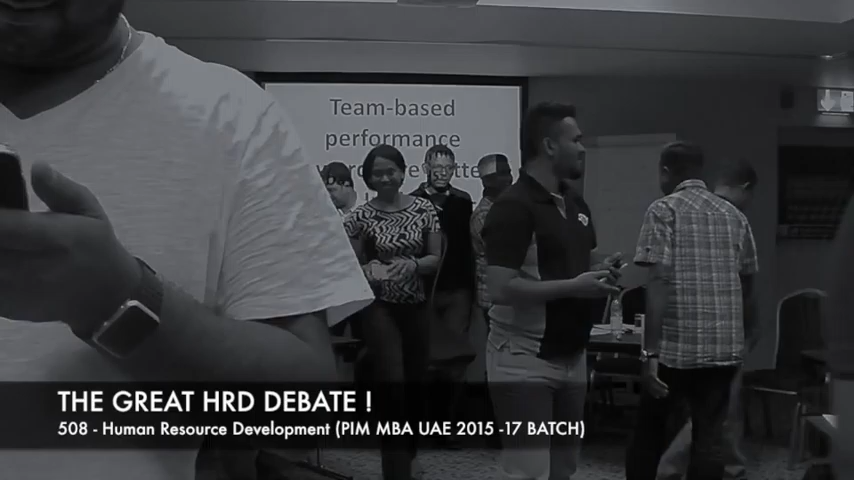 Team-based
performance
THE GREAT HRD DEBATE !
508 - Human Resource Development (PIM MBA UAE 2015 -17 BATCH)